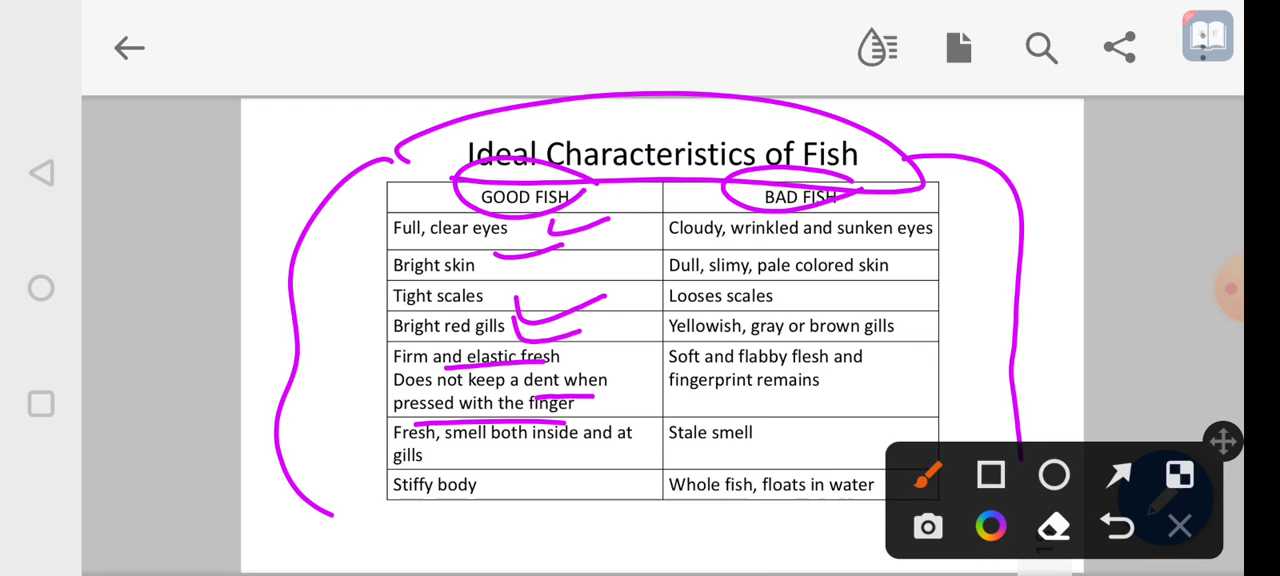 Ideal Characteristics of Fish
GOOD FISH BAD FISH
Full, clear eyes Cloudy, wrinkled and sunken eyes
Bright skin Dull, slimy, pale colored skin
Tight scales Looses scales
Bright red gills Yellowish, gray or brown gills
Firm and elastic fresh Soft and flabby flesh and
Does not keep a dent when fingerprint remains
pressed with the finger
Fresh, smell both inside and at Stale smell
gills
Stiffy body Whole fish, floats in water